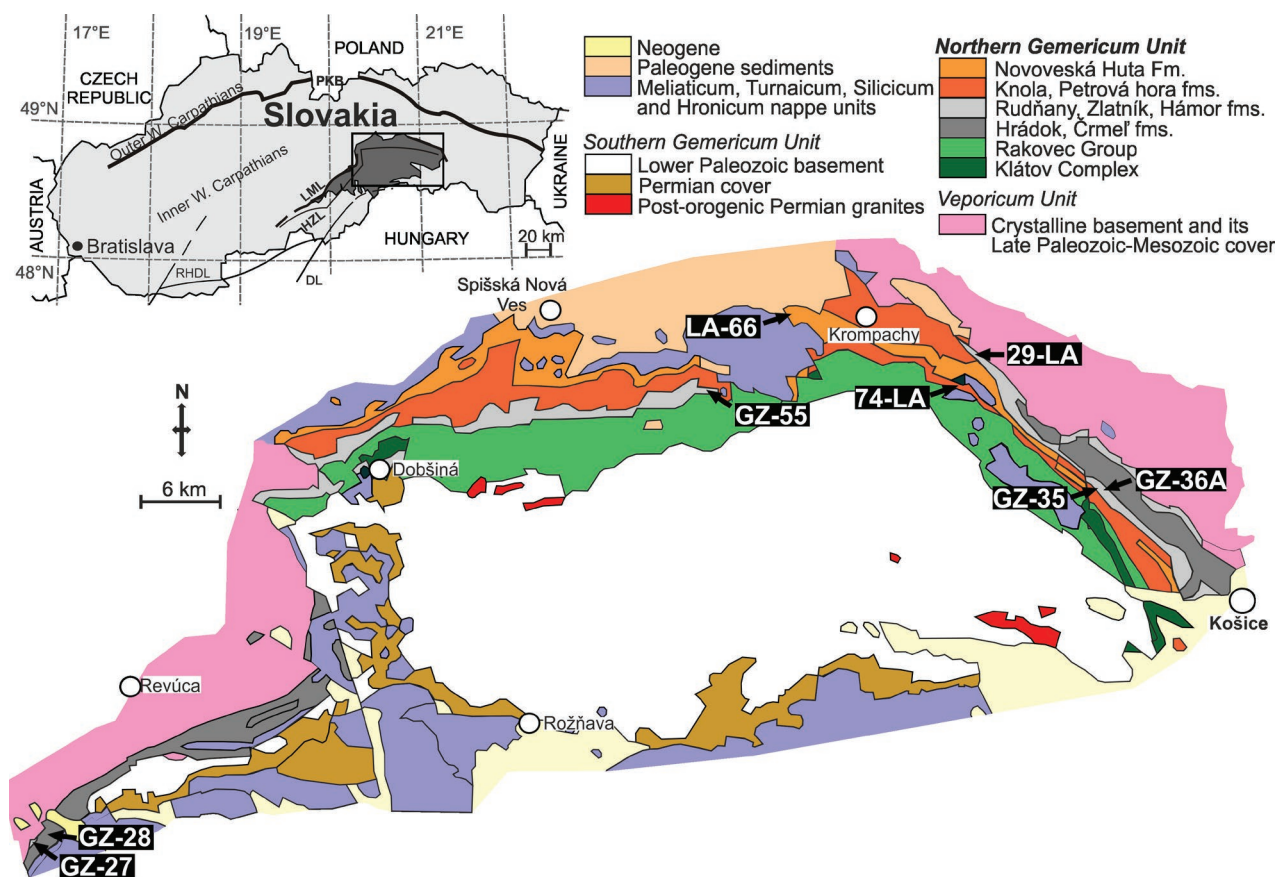 17°E
19°E
21°E
POLAND
CZECH
REPUBLIC
PKB
49°N
Slovakia
Outer W. Carpathians
Inner W. Carpathians
UKRAINE
AUSTRIA
LML
HZL
Bratislava
HUNGARY
20 km
48°N
RHDL
DL
Neogene
Paleogene sediments
Meliaticum, Turnaicum, Silicicum
and Hronicum nappe units
Southern Gemericum Unit
Lower Paleozoic basement
Permian cover
Post-orogenic Permian granites
Northern Gemericum Unit
Novoveská Huta Fm.
Knola, Petrová hora fms.
Rudňany, Zlatník, Hámor fms.
Hrádok, Črmeľ fms.
Rakovec Group
Klátov Complex
Veporicum Unit
Crystalline basement and its
Late Paleozoic-Mesozoic cover
Spišská Nová
Ves
LA-66
Krompachy
29-LA
N
74-LA
GZ-55
Dobšiná
6 km
GZ-36A
GZ-35
Košice
Revúca
Rožňava
GZ-28
GZ-27